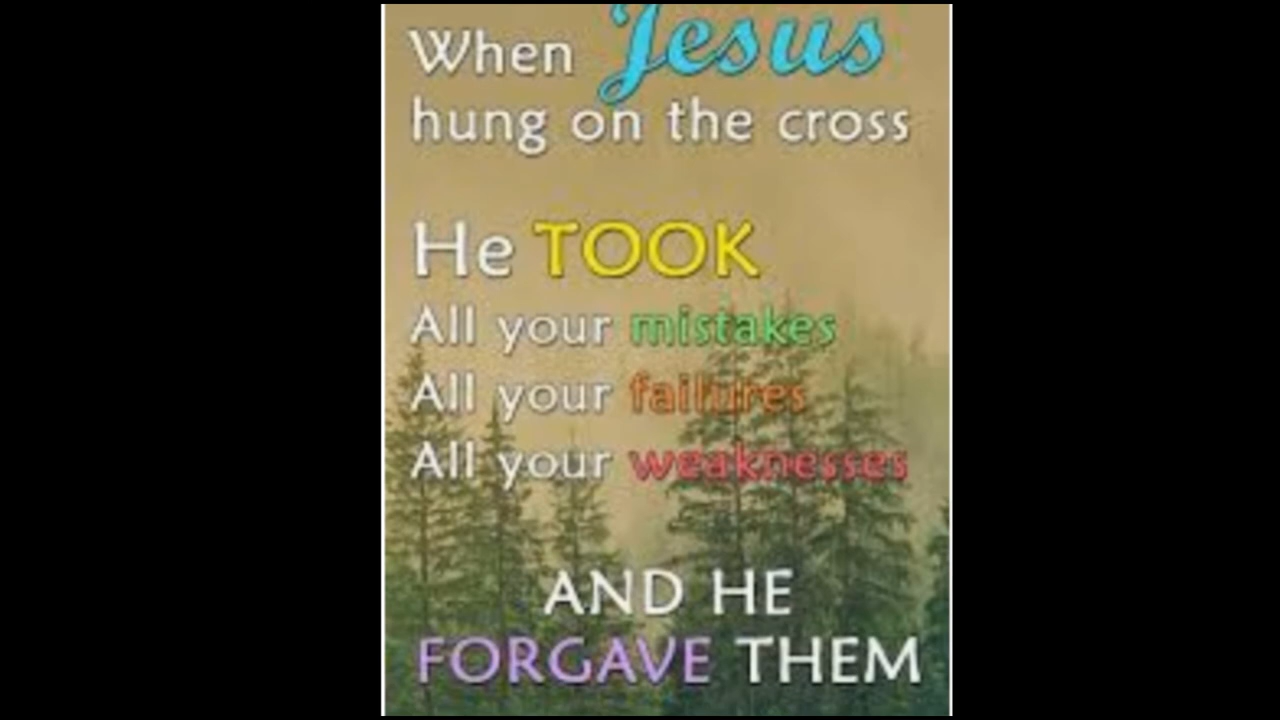 When Jesus
hung on the cross
He TOOK
All your mistakes
All your failures
All your weaknesses
AND HE
FORGAVE THEM